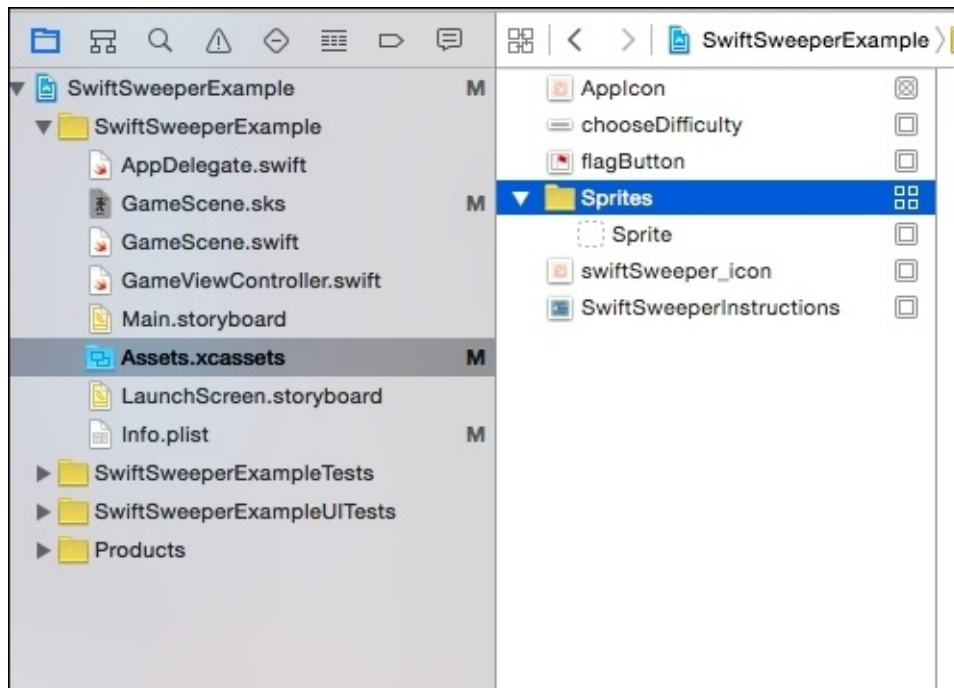 SwiftSweeperExample M
SwiftSweeperExample
AppDelegate.swift
GameScene.sks M
GameScene.swift
GameViewController.swift
Main.storyboard
Assets.xcassets M
LaunchScreen.storyboard
Info.plist M
SwiftSweeperExampleTests
SwiftSweeperExampleUITests
Products
SwiftSweeperExample
AppIcon
chooseDifficulty
flagButton
Sprites
Sprite
swiftSweeper_icon
SwiftSweeperInstructions